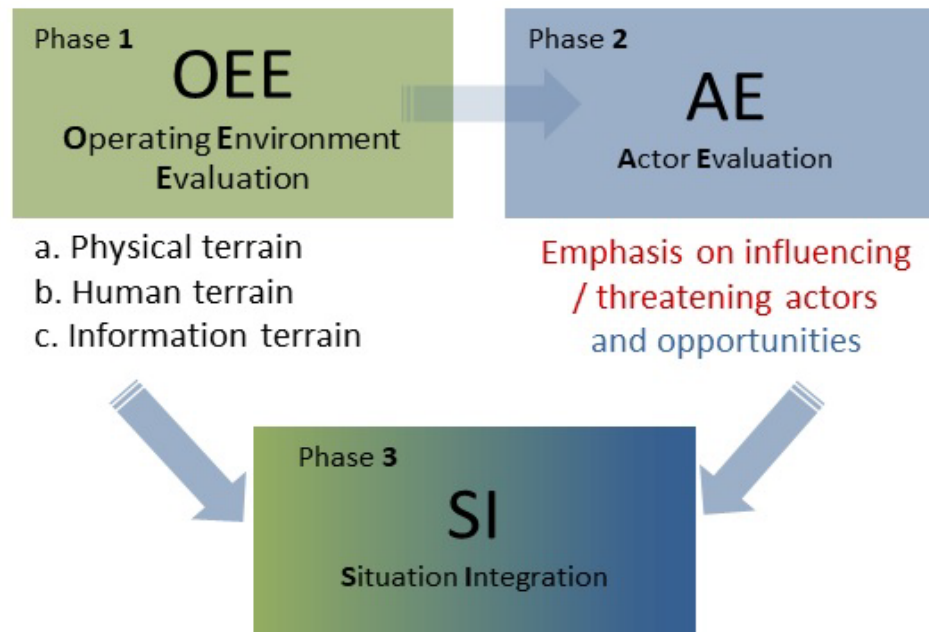 Phase 1
OEE
Operating Environment
Evaluation
a. Physical terrain
b. Human terrain
c. Information terrain
Phase 2
AE
Actor Evaluation
Emphasis on influencing
/ threatening actors
and opportunities
Phase 3
SI
Situation Integration